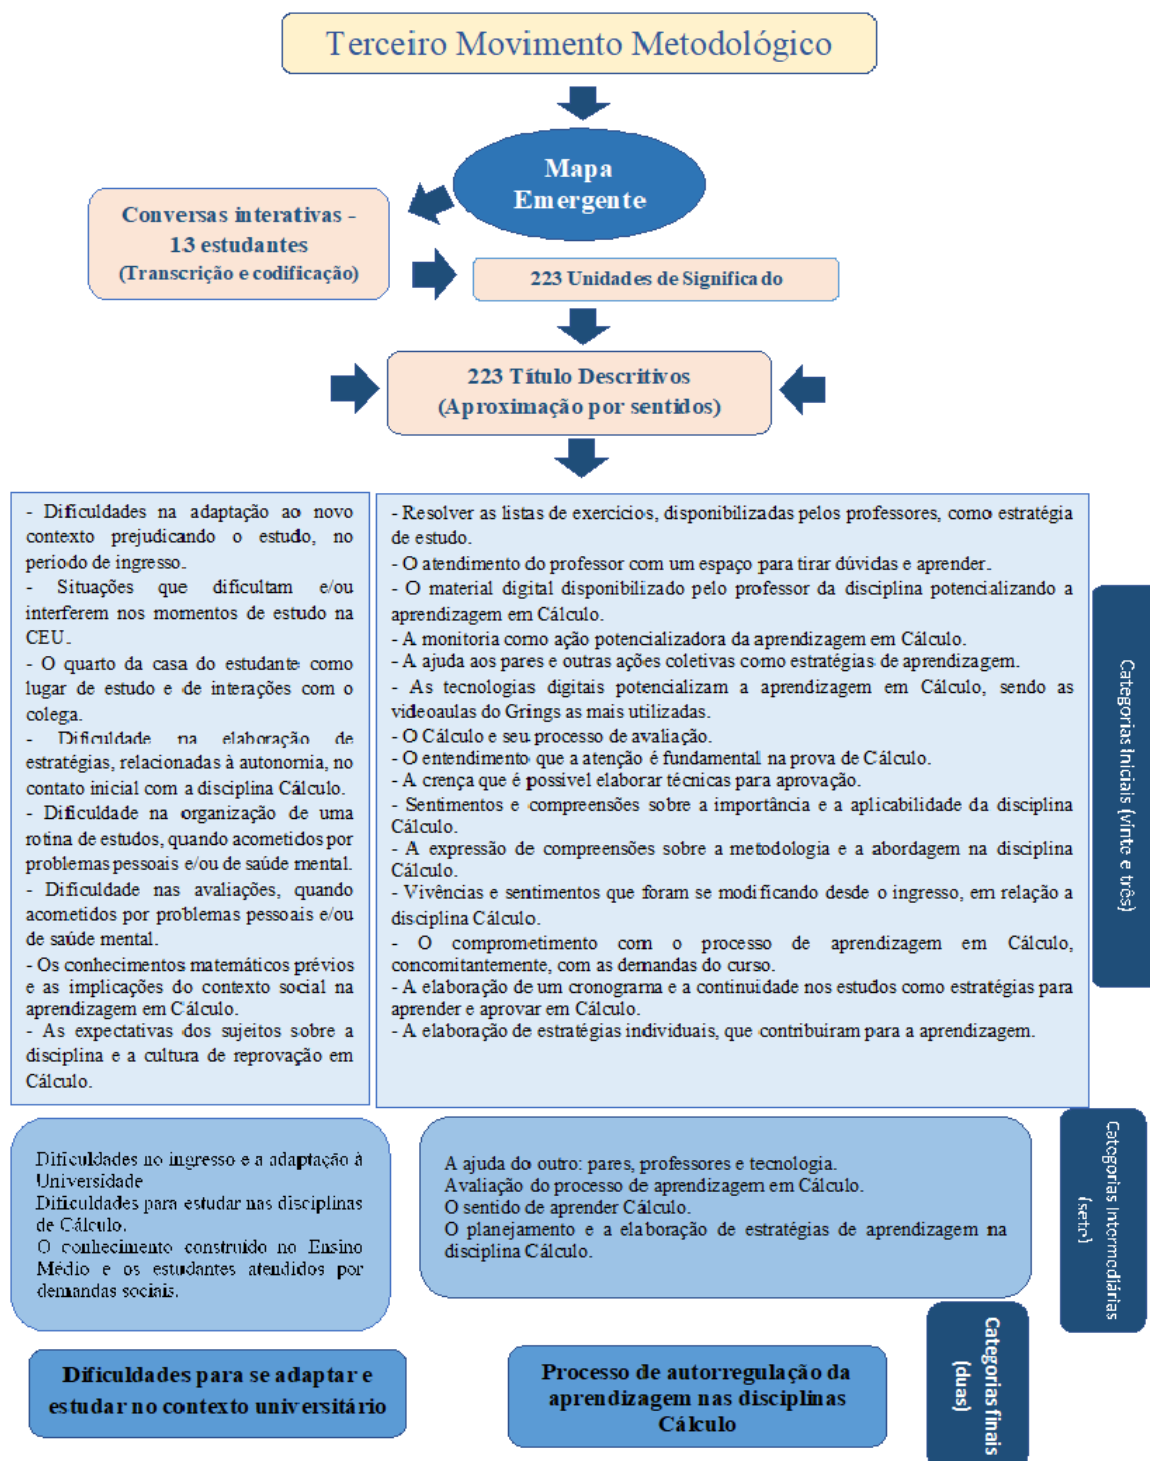 Terceiro Movimento Metodológico
Mapa
Emergente
Conversas interativas -
13 estudantes
(Transcrição e codificação)
223 Unidades de Significado
223 Título Descritivos
(Aproximação por sentidos)
- Dificuldades na adaptação ao novo
contexto prejudicando o estudo, no
período de ingresso.
- Situações que dificultam e/ou
interferem nos momentos de estudo na
CEU.
- O quarto da casa do estudante como
lugar de estudo e de interações com o
colega.
- Dificuldade na elaboração de
estratégias, relacionadas à autonomia, no
contato inicial com a disciplina Cálculo.
- Dificuldade na organização de uma
rotina de estudos, quando acometidos por
problemas pessoais e/ou de saúde mental.
- Dificuldade nas avaliações, quando
acometidos por problemas pessoais e/ou
de saúde mental.
- Os conhecimentos matemáticos prévios
e as implicações do contexto social na
aprendizagem em Cálculo.
- As expectativas dos sujeitos sobre a
disciplina e a cultura de reprovação em
Cálculo.
- Resolver as listas de exercícios, disponibilizadas pelos professores, como estratégia
de estudo.
- O atendimento do professor com um espaço para tirar dúvidas e aprender.
- O material digital disponibilizado pelo professor da disciplina potencializando a
aprendizagem em Cálculo.
- A monitoria como ação potencializadora da aprendizagem em Cálculo.
- A ajuda aos pares e outras ações coletivas como estratégias de aprendizagem.
- As tecnologias digitais potencializam a aprendizagem em Cálculo, sendo as
videoaulas do Grings as mais utilizadas.
- O Cálculo e seu processo de avaliação.
- O entendimento que a atenção é fundamental na prova de Cálculo.
- A crença que é possível elaborar técnicas para aprovação.
- Sentimentos e compreensões sobre a importância e a aplicabilidade da disciplina
Cálculo.
- A expressão de compreensões sobre a metodologia e a abordagem na disciplina
Cálculo.
- Vivências e sentimentos que foram se modificando desde o ingresso, em relação a
disciplina Cálculo.
- O comprometimento com o processo de aprendizagem em Cálculo,
concomitantemente, com as demandas do curso.
- A elaboração de um cronograma e a continuidade nos estudos como estratégias para
aprender e aprovar em Cálculo.
- A elaboração de estratégias individuais, que contribuiram para a aprendizagem.
Categorias Iniciais (vinte e três)
Dificuldades no ingresso e a adaptação à
Universidade
Dificuldades para estudar nas disciplinas
de Cálculo.
O conhecimento construído no Ensino
Médio e os estudantes atendidos por
demandas sociais.
A ajuda do outro: pares, professores e tecnologia.
Avaliação do processo de aprendizagem em Cálculo.
O sentido de aprender Cálculo.
O planejamento e a elaboração de estratégias de aprendizagem na
disciplina Cálculo.
Categorias Intermediárias
(sete)
Dificuldades para se adaptar e
estudar no contexto universitário
Processo de autorregulação da
aprendizagem nas disciplinas
Cálculo
Categorias finais
(duas)